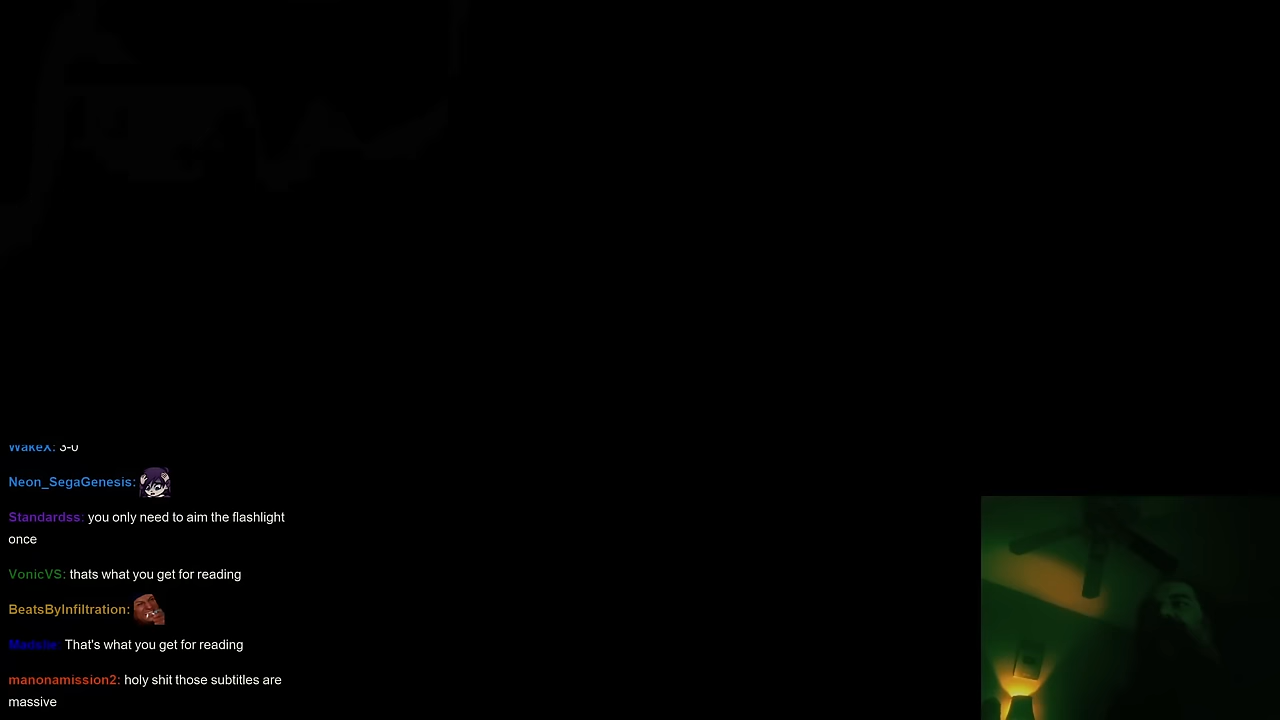 WakeX: 3-0
Neon_SegaGenesis:
Standardss: you only need to aim the flashlight
once
VonicVS: thats what you get for reading
BeatsByInfiltration:
That's what you get for reading
manonamission2: holy shit those subtitles are
massive